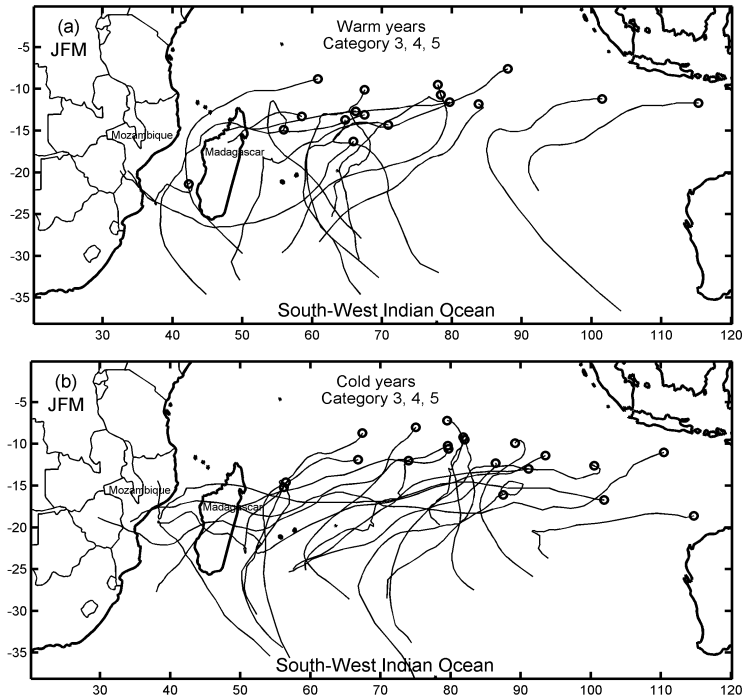 (a)
JFM
Warm years
Category 3, 4, 5
-5
-10
-15
-20
-25
-30
-35
Mozambique
Madagascar
South-West Indian Ocean
30 40 50 60 70 80 90 100 110 120
(b)
JFM
Cold years
Category 3, 4, 5
-5
-10
-15
-20
-25
-30
-35
Mozambique
Madagascar
South-West Indian Ocean
30 40 50 60 70 80 90 100 110 120